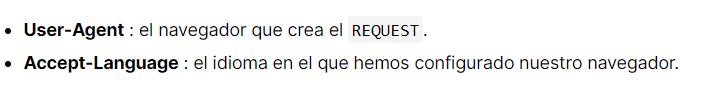 • User-Agent : el navegador que crea el REQUEST.
• Accept-Language : el idioma en el que hemos configurado nuestro navegador.